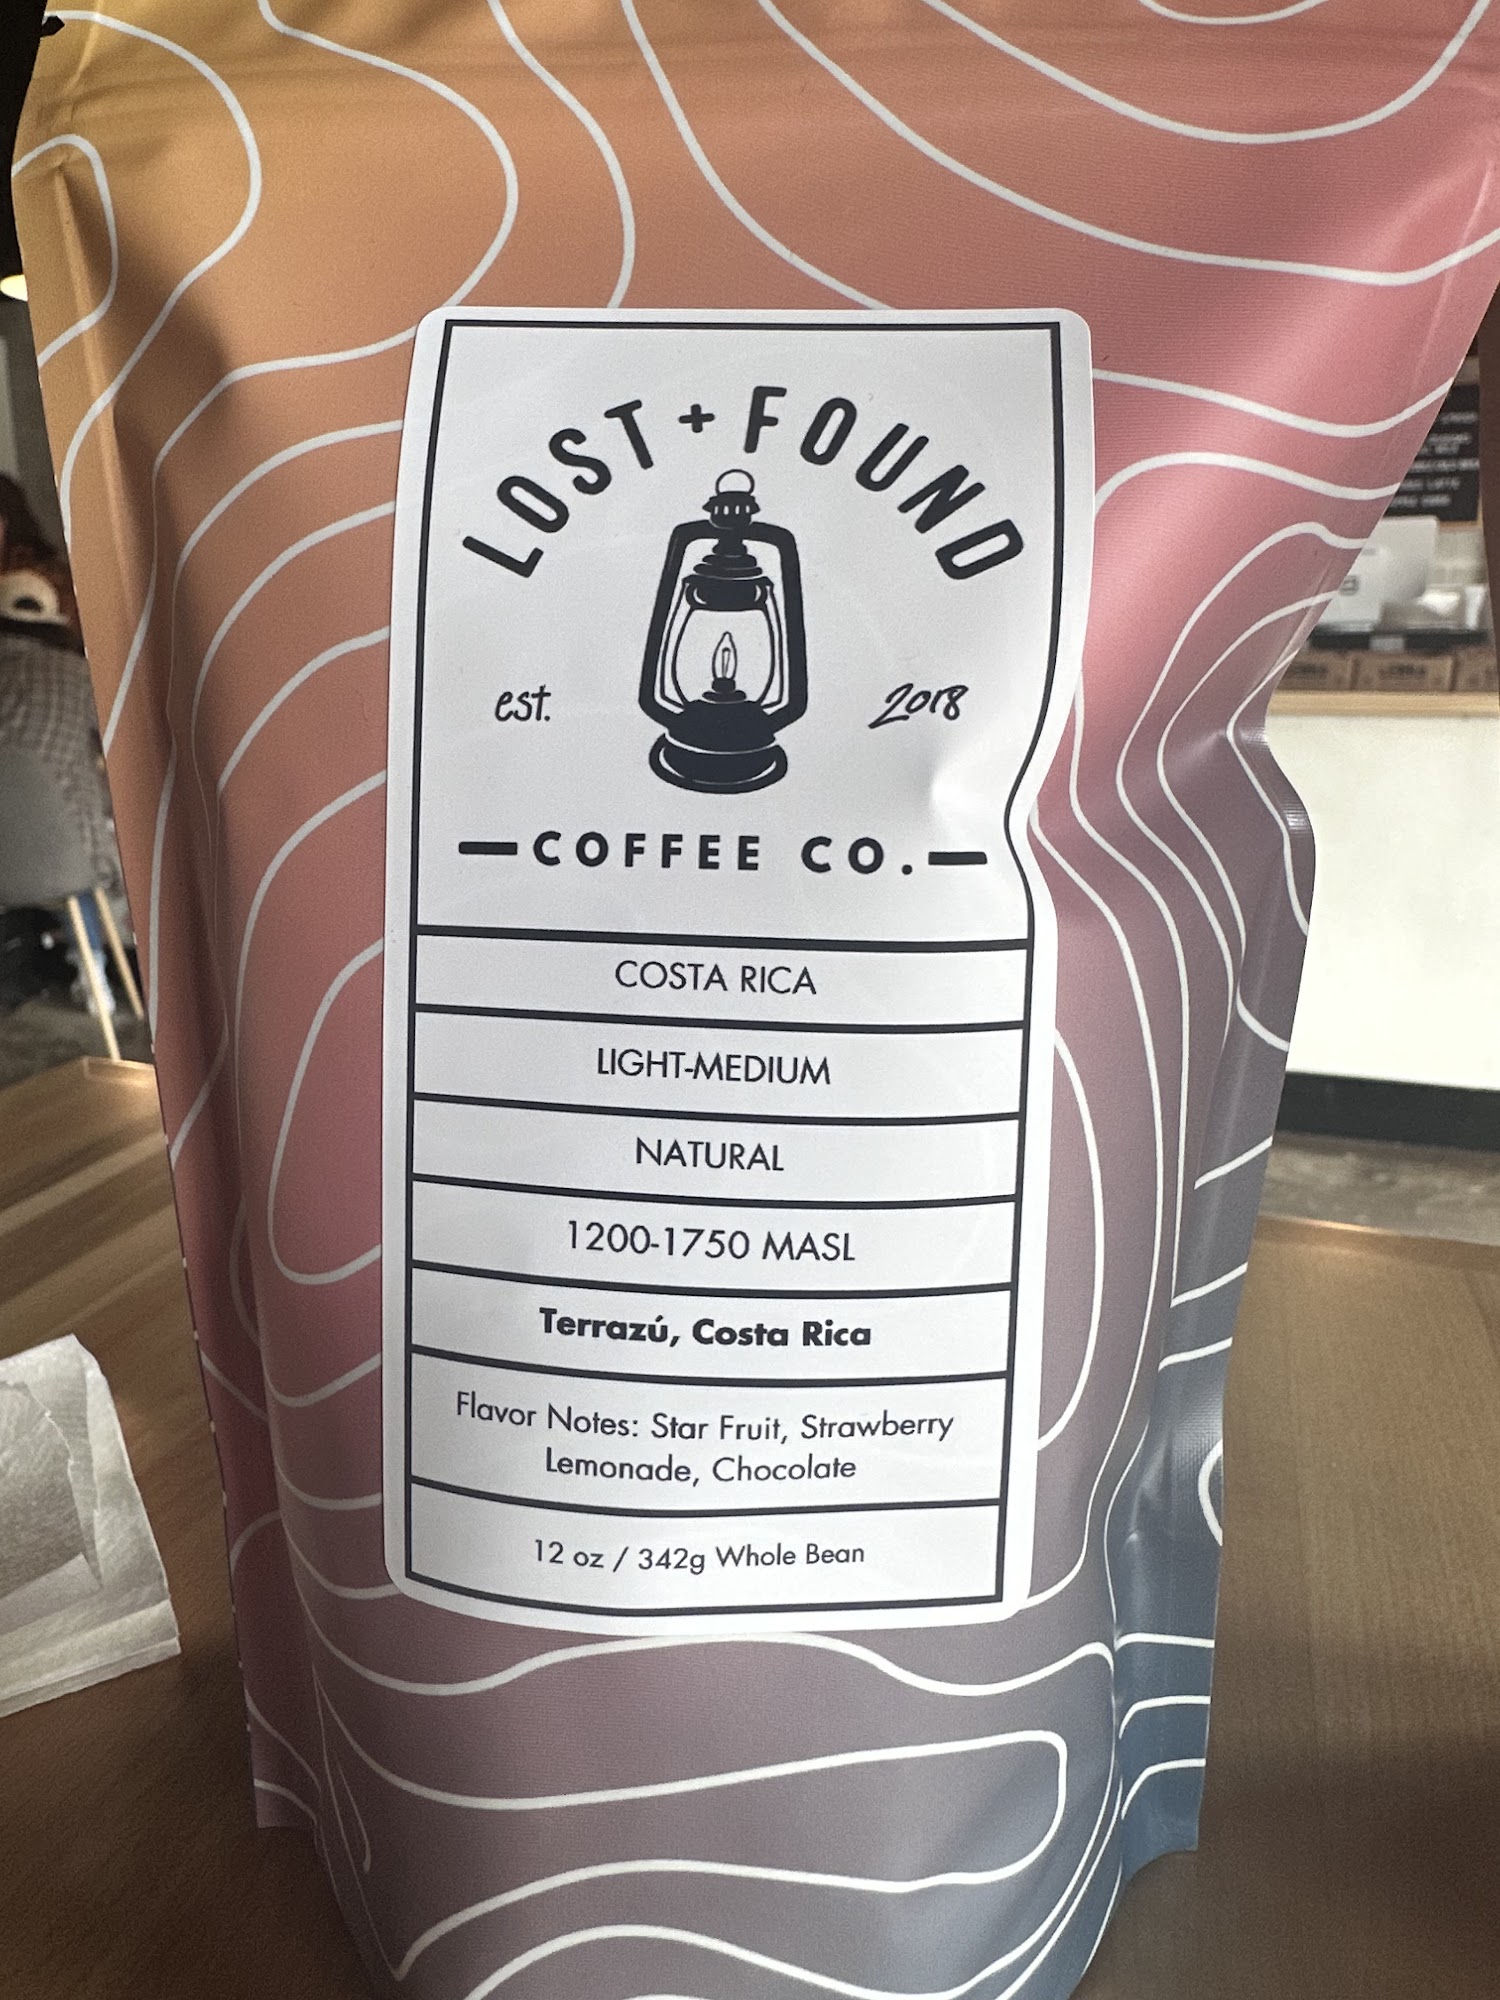 LOST + FOUND
est. 2018
COFFEE CO.
COSTA RICA
LIGHT-MEDIUM
NATURAL
1200-1750 MASL
Terrazú, Costa Rica
Flavor Notes: Star Fruit, Strawberry
Lemonade, Chocolate
12 oz / 342g Whole Bean